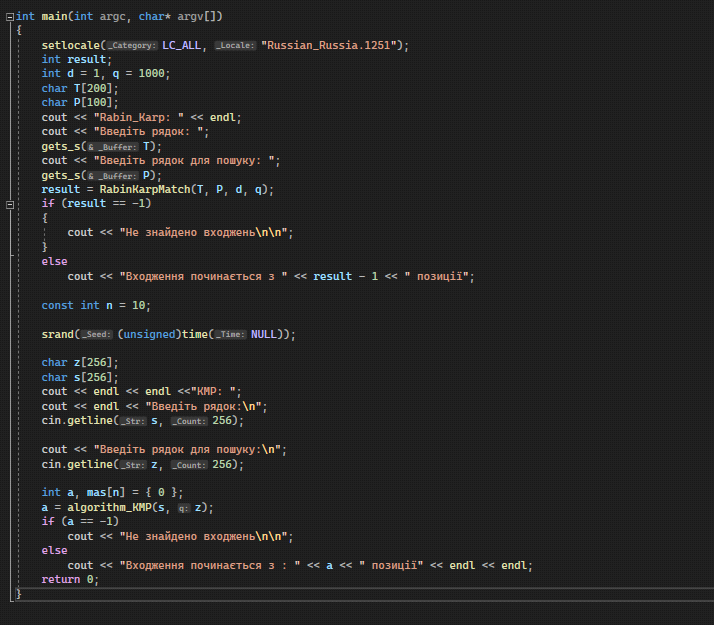 int main(int argc, char* argv[])
{
setlocale(_Category: LC_ALL, _Locale: "Russian_Russia.1251");
int result;
int d = 1, q = 1000;
char T[200];
char P[100];
cout << "Rabin_Karp: " << endl;
cout << "Введіть рядок: ";
gets_s(& _Buffer: T);
cout << "Введіть рядок для пошуку: ";
gets_s(& _Buffer: P);
result = RabinKarpMatch(T, P, d, q);
if (result == -1)
{
cout << "Не знайдено входжень\n\n";
}
else
cout << "Входження починається з " << result - 1 << " позиції";
const int n = 10;
srand(_Seed: (unsigned)time(_Time: NULL));
char z[256];
char s[256];
cout << endl << endl <<"KMP: ";
cout << endl << "Введіть рядок:\n";
cin.getline(_Str: s, _Count: 256);
cout << "Введіть рядок для пошуку:\n";
cin.getline(_Str: z, _Count: 256);
int a, mas[n] = { 0 };
a = algorithm_KMP(s, q: z);
if (a == -1)
cout << "Не знайдено входжень\n\n";
else
cout << "Входження починається з : " << a << " позиції" << endl << endl;
return 0;
}